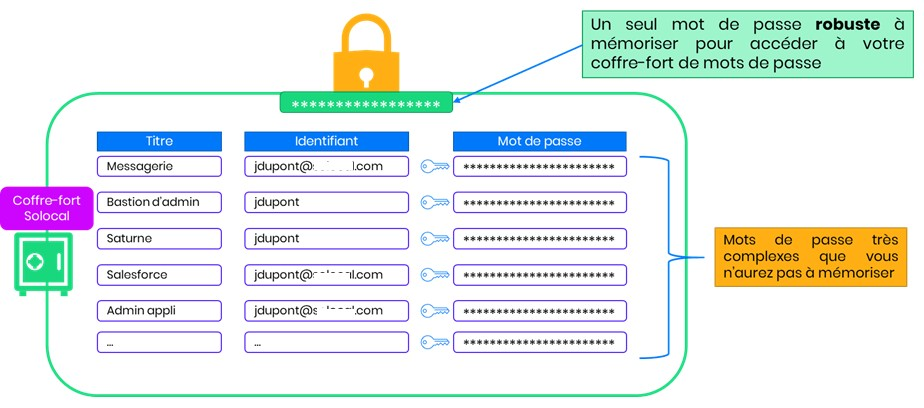 Un seul mot de passe robuste à
mémoriser pour accéder à votre
coffre-fort de mots de passe
*****************
Titre Identifiant Mot de passe
Messagerie jdupont@ .com ***********************
Coffre-fort
Solocal
Bastion d'admin jdupont ***********************
Saturne jdupont ***********************
Salesforce jdupont@ .com ***********************
Admin appli jdupont@ .com ***********************
... ... ***********************
Mots de passe très
complexes que vous
n'aurez pas à mémoriser